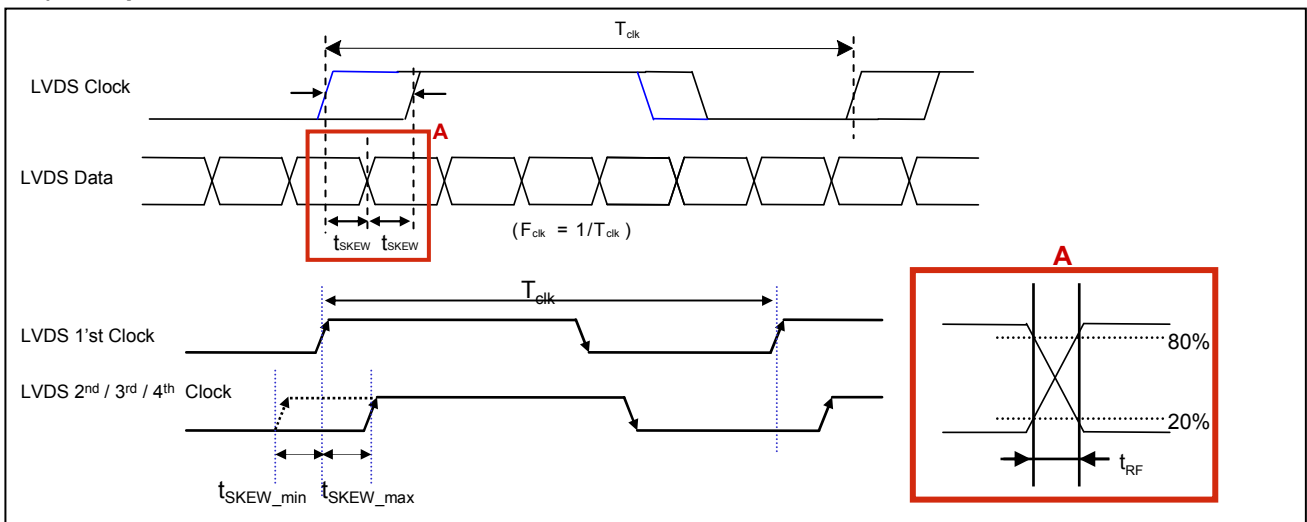 T clk
LVDS Clock
A
LVDS Data
tSKEW tSKEW
(Fclk = 1/Tclk )
A
Tclk
LVDS 1'st Clock
80%
LVDS 2nd / 3rd / 4th Clock
20%
tRF
tSKEW_min tSKEW_max